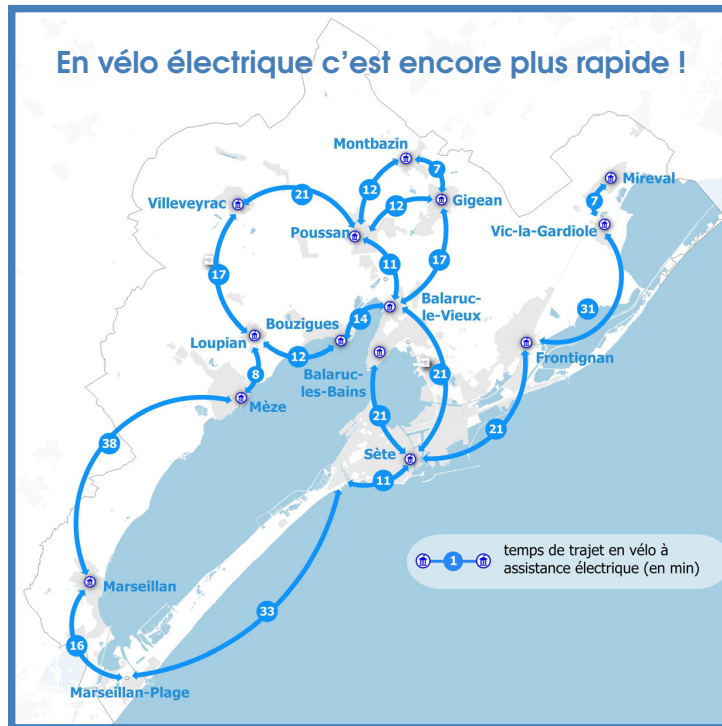 En vélo électrique c’est encore plus rapide !
Montbazin
7
Mireval
12
Villeveyrac
21
Gigean
12
7
Poussan
Vic-la-Gardiole
11
17
17
Balaruc-
le-Vieux
31
14
Bouzigues
Loupian
12
Balaruc-
les-Bains
Frontignan
8
21
Mèze
21
21
38
Sète
11
temps de trajet en vélo à
1
assistance électrique (en min)
Marseillan
33
16
Marseillan-Plage